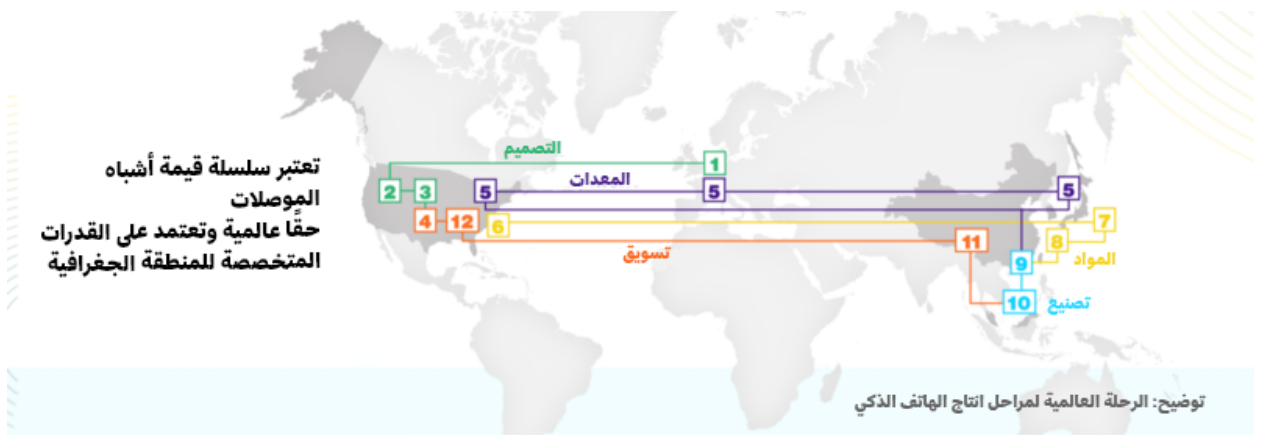 تعتبر سلسلة قيمة أشباه
الموصلات
حقًا عالمية وتعتمد على القدرات
المتخصصة للمنطقة الجغرافية
التصميم
1
2
3
المعدات
5
5
5
4
12
6
7
تسويق
11
8
المواد
9
10
تصنيع
توضيح: الرحلة العالمية لمراحل انتاج الهاتف الذكي